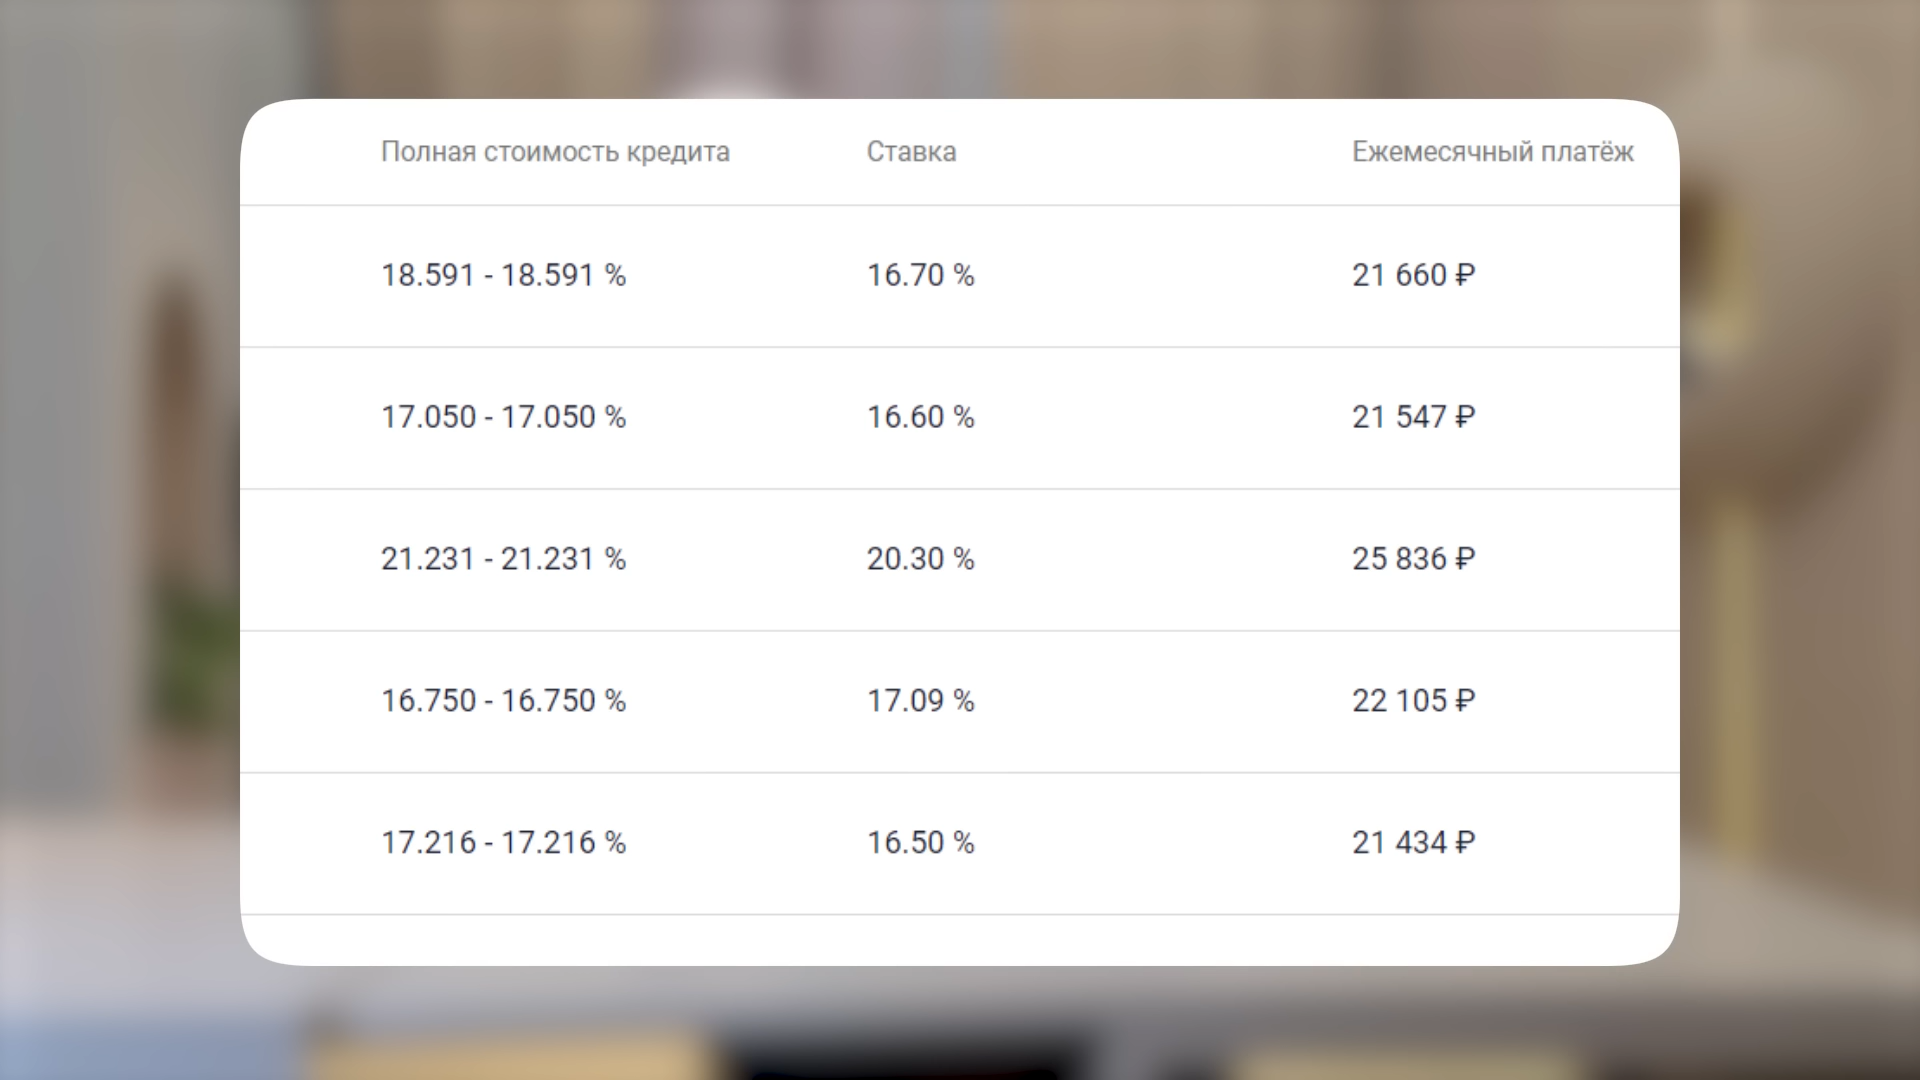 Полная стоимость кредита Ставка Ежемесячный платёж
18.591 - 18.591 % 16.70 % 21 660 ₽
17.050 - 17.050 % 16.60 % 21 547 ₽
21.231 - 21.231 % 20.30 % 25 836 ₽
16.750 - 16.750 % 17.09 % 22 105 ₽
17.216 - 17.216 % 16.50 % 21 434 ₽